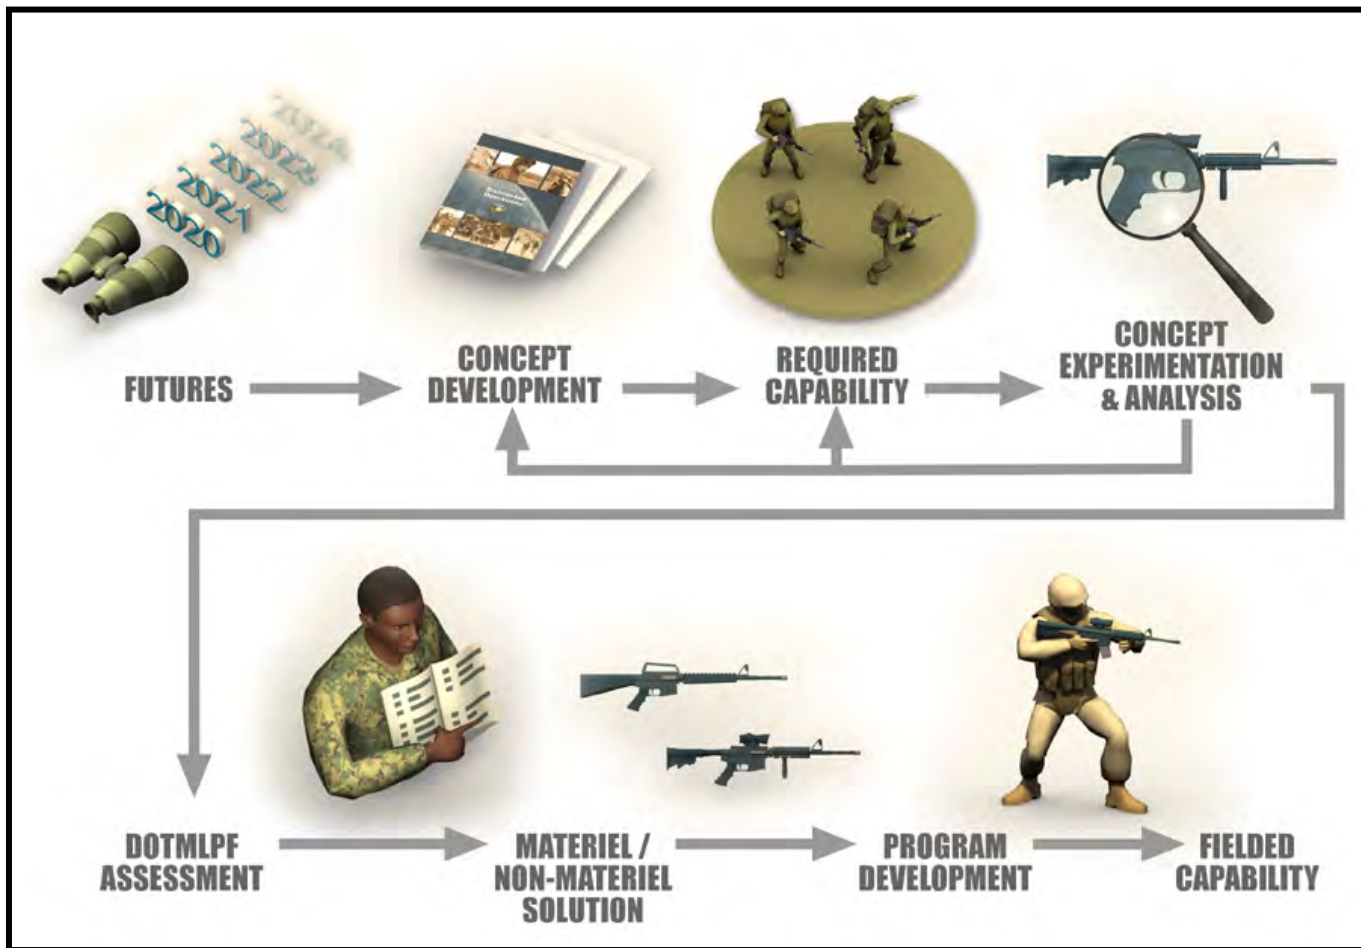 2024
2023
2022
2021
2020
FUTURES
CONCEPT
DEVELOPMENT
REQUIRED
CAPABILITY
CONCEPT
EXPERIMENTATION
& ANALYSIS
DOTMLPF
ASSESSMENT
MATERIEL /
NON-MATERIEL
SOLUTION
PROGRAM
DEVELOPMENT
FIELDED
CAPABILITY